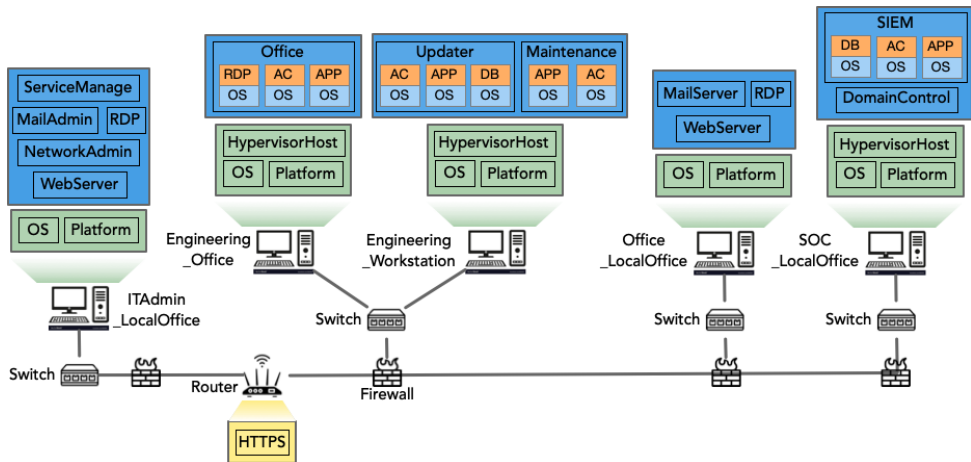 SIEM
DB AC APP
OS OS OS
DomainControl
HypervisorHost
OS Platform
SOC
_LocalOffice
Switch
Office
RDP AC APP
OS OS OS
HypervisorHost
OS Platform
Engineering
_Office
Updater
AC APP DB
OS OS OS
Maintenance
APP AC
OS OS
HypervisorHost
OS Platform
Engineering
_Workstation
Switch
Firewall
ServiceManage
MailAdmin RDP
NetworkAdmin
WebServer
OS Platform
ITAdmin
_LocalOffice
Switch
Router
HTTPS
MailServer RDP
WebServer
OS Platform
Office
_LocalOffice
Switch